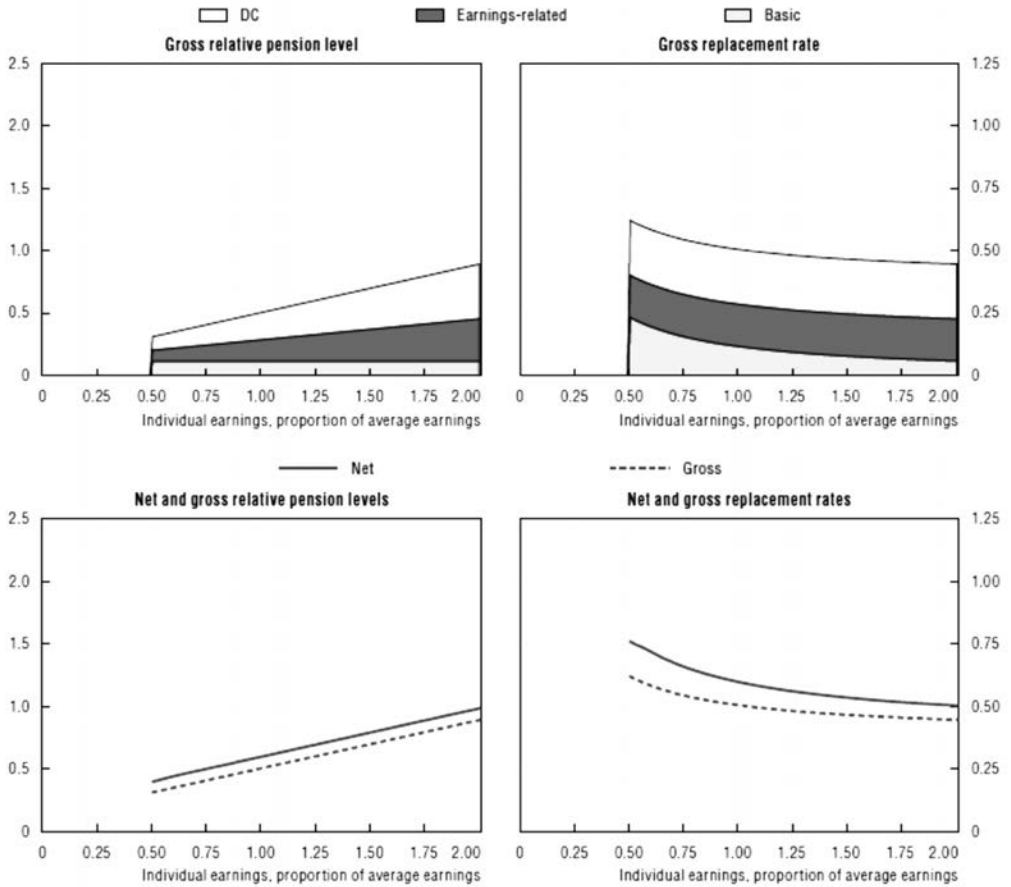 DC Earnings-related Basic
Gross relative pension level
2.5
2.0
1.5
1.0
0.5
0
0 0.25 0.50 0.75 1.00 1.25 1.50 1.75 2.00
Individual earnings, proportion of average earnings
Gross replacement rate
1.25
1.00
0.75
0.50
0.25
0
0 0.25 0.50 0.75 1.00 1.25 1.50 1.75 2.00
Individual earnings, proportion of average earnings
Net Gross
Net and gross relative pension levels
2.5
2.0
1.5
1.0
0.5
0
0 0.25 0.50 0.75 1.00 1.25 1.50 1.75 2.00
Individual earnings, proportion of average earnings
Net and gross replacement rates
1.25
1.00
0.75
0.50
0.25
0
0 0.25 0.50 0.75 1.00 1.25 1.50 1.75 2.00
Individual earnings, proportion of average earnings